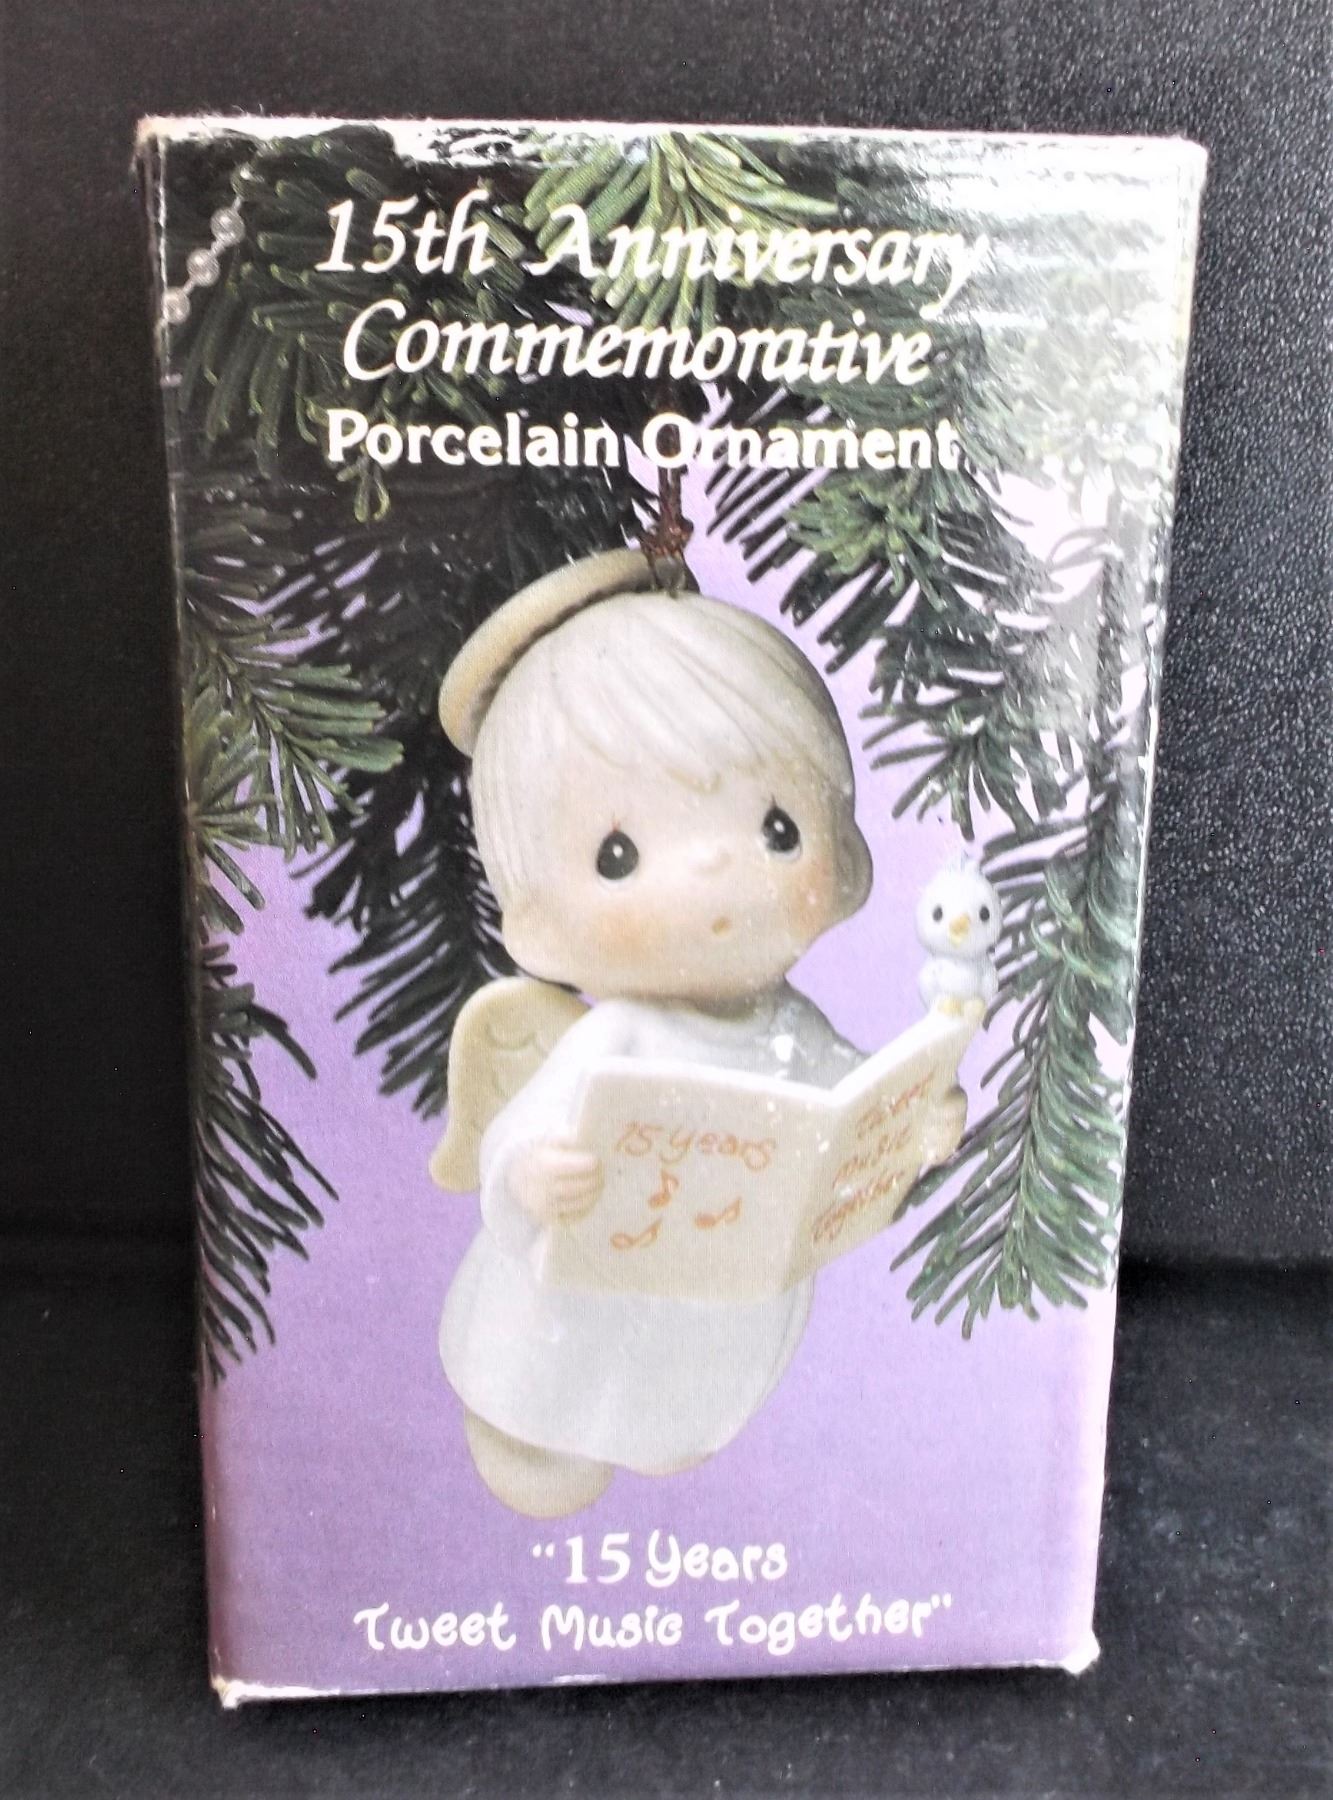 15th Anniversary
Commemorative
Porcelain Ornament
15 years
Tweet
Music
Together
"15 Years
Tweet Music Together"